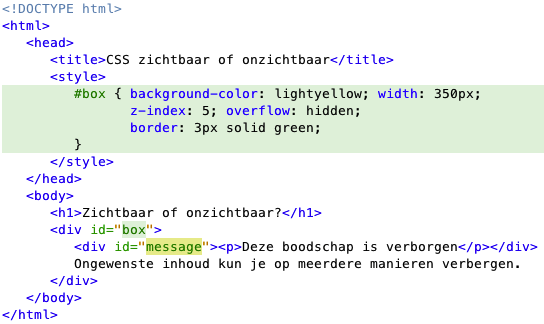 <!DOCTYPE html>
<html>
<head>
<title>CSS zichtbaar of onzichtbaar</title>
<style>
#box { background-color: lightyellow; width: 350px;
z-index: 5; overflow: hidden;
border: 3px solid green;
}
</style>
</head>
<body>
<h1>Zichtbaar of onzichtbaar?</h1>
<div id="box">
<div id="message"><p>Deze boodschap is verborgen</p></div>
Ongewenste inhoud kun je op meerdere manieren verbergen.
</div>
</body>
</html>